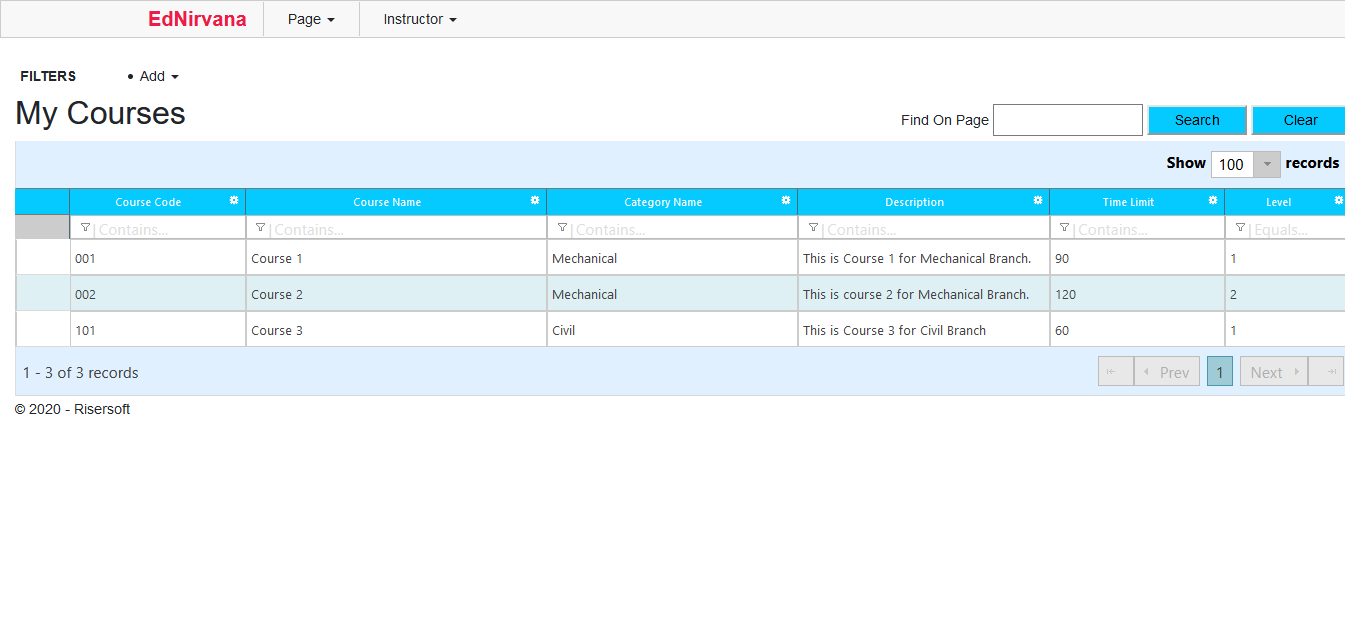 EdNirvana Page Instructor
FILTERS • Add
My Courses
Find On Page Search Clear
Show 100 records
Course Code Course Name Category Name Description Time Limit Level
Contains... Contains... Contains... Contains... Contains... Equals...
001 Course 1 Mechanical This is Course 1 for Mechanical Branch. 90 1
002 Course 2 Mechanical This is course 2 for Mechanical Branch. 120 2
101 Course 3 Civil This is Course 3 for Civil Branch 60 1
1 - 3 of 3 records Prev 1 Next
© 2020 - Risersoft